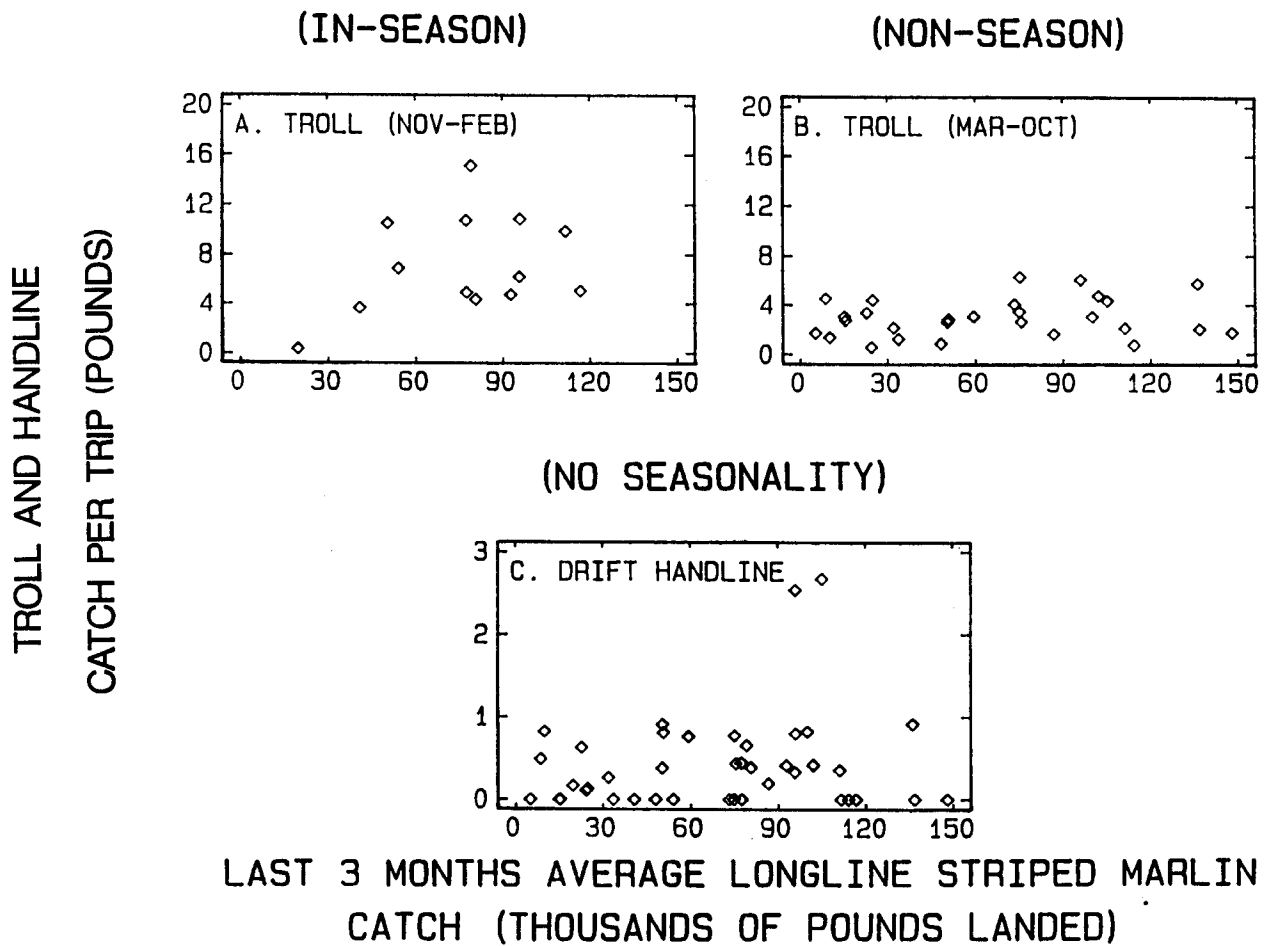 (IN-SEASON)
(NON-SEASON)
A. TROLL (NOV-FEB)
20
16
12
8
4
0
0 30 60 90 120 150
B. TROLL (MAR-OCT)
20
16
12
8
4
0
0 30 60 90 120 150
TROLL AND HANDLINE
CATCH PER TRIP (POUNDS)
(NO SEASONALITY)
C. DRIFT HANDLINE
3
2
1
0
0 30 60 90 120 150
LAST 3 MONTHS AVERAGE LONGLINE STRIPED MARLIN
CATCH (THOUSANDS OF POUNDS LANDED)